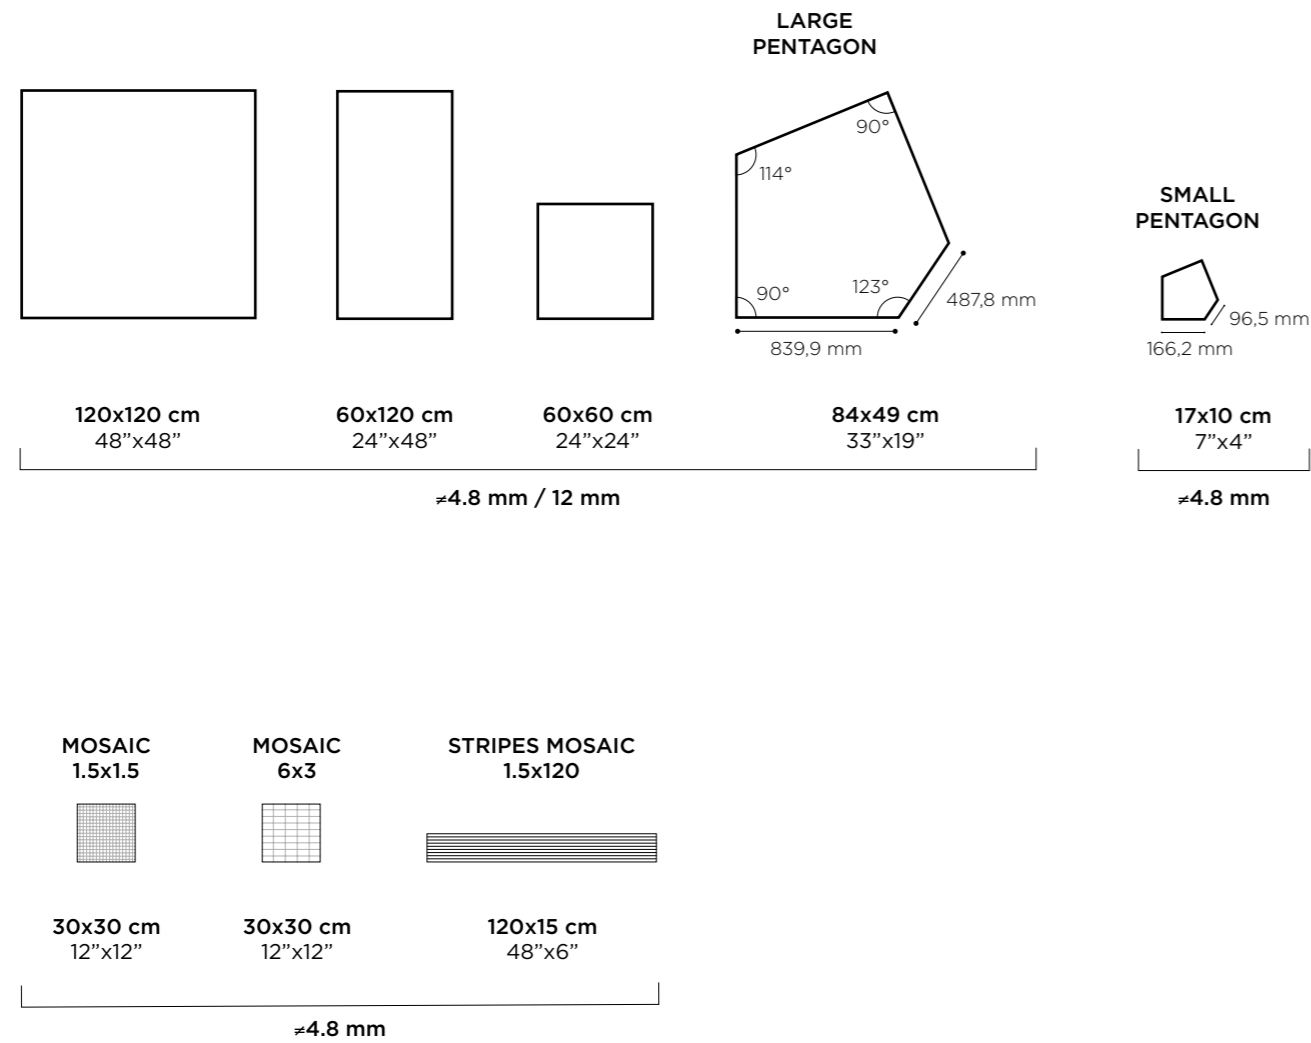 LARGE
PENTAGON
90°
114°
90°
123°
487,8 mm
839,9 mm
SMALL
PENTAGON
96,5 mm
166,2 mm
120x120 cm
48”x48”
60x120 cm
24”x48”
60x60 cm
24”x24”
84x49 cm
33”x19”
17x10 cm
7”x4”
≠4.8 mm / 12 mm
≠4.8 mm
MOSAIC
1.5x1.5
MOSAIC
6x3
STRIPES MOSAIC
1.5x120
30x30 cm
12”x12”
30x30 cm
12”x12”
120x15 cm
48”x6”
≠4.8 mm